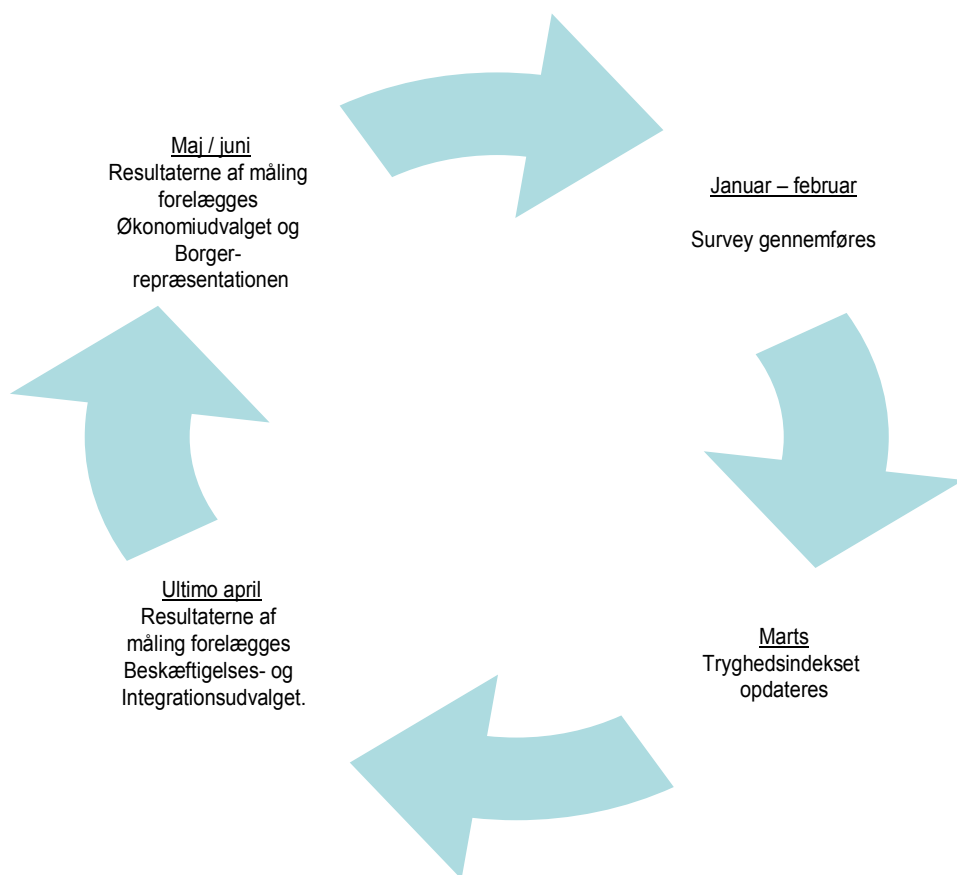 Maj / juni
Resultaterne af måling
forelægges
Økonomiudvalget og
Borger-
repræsentationen
Januar – februar
Survey gennemføres
Marts
Tryghedsindekset
opdateres
Ultimo april
Resultaterne af
måling forelægges
Beskæftigelses- og
Integrationsudvalget.